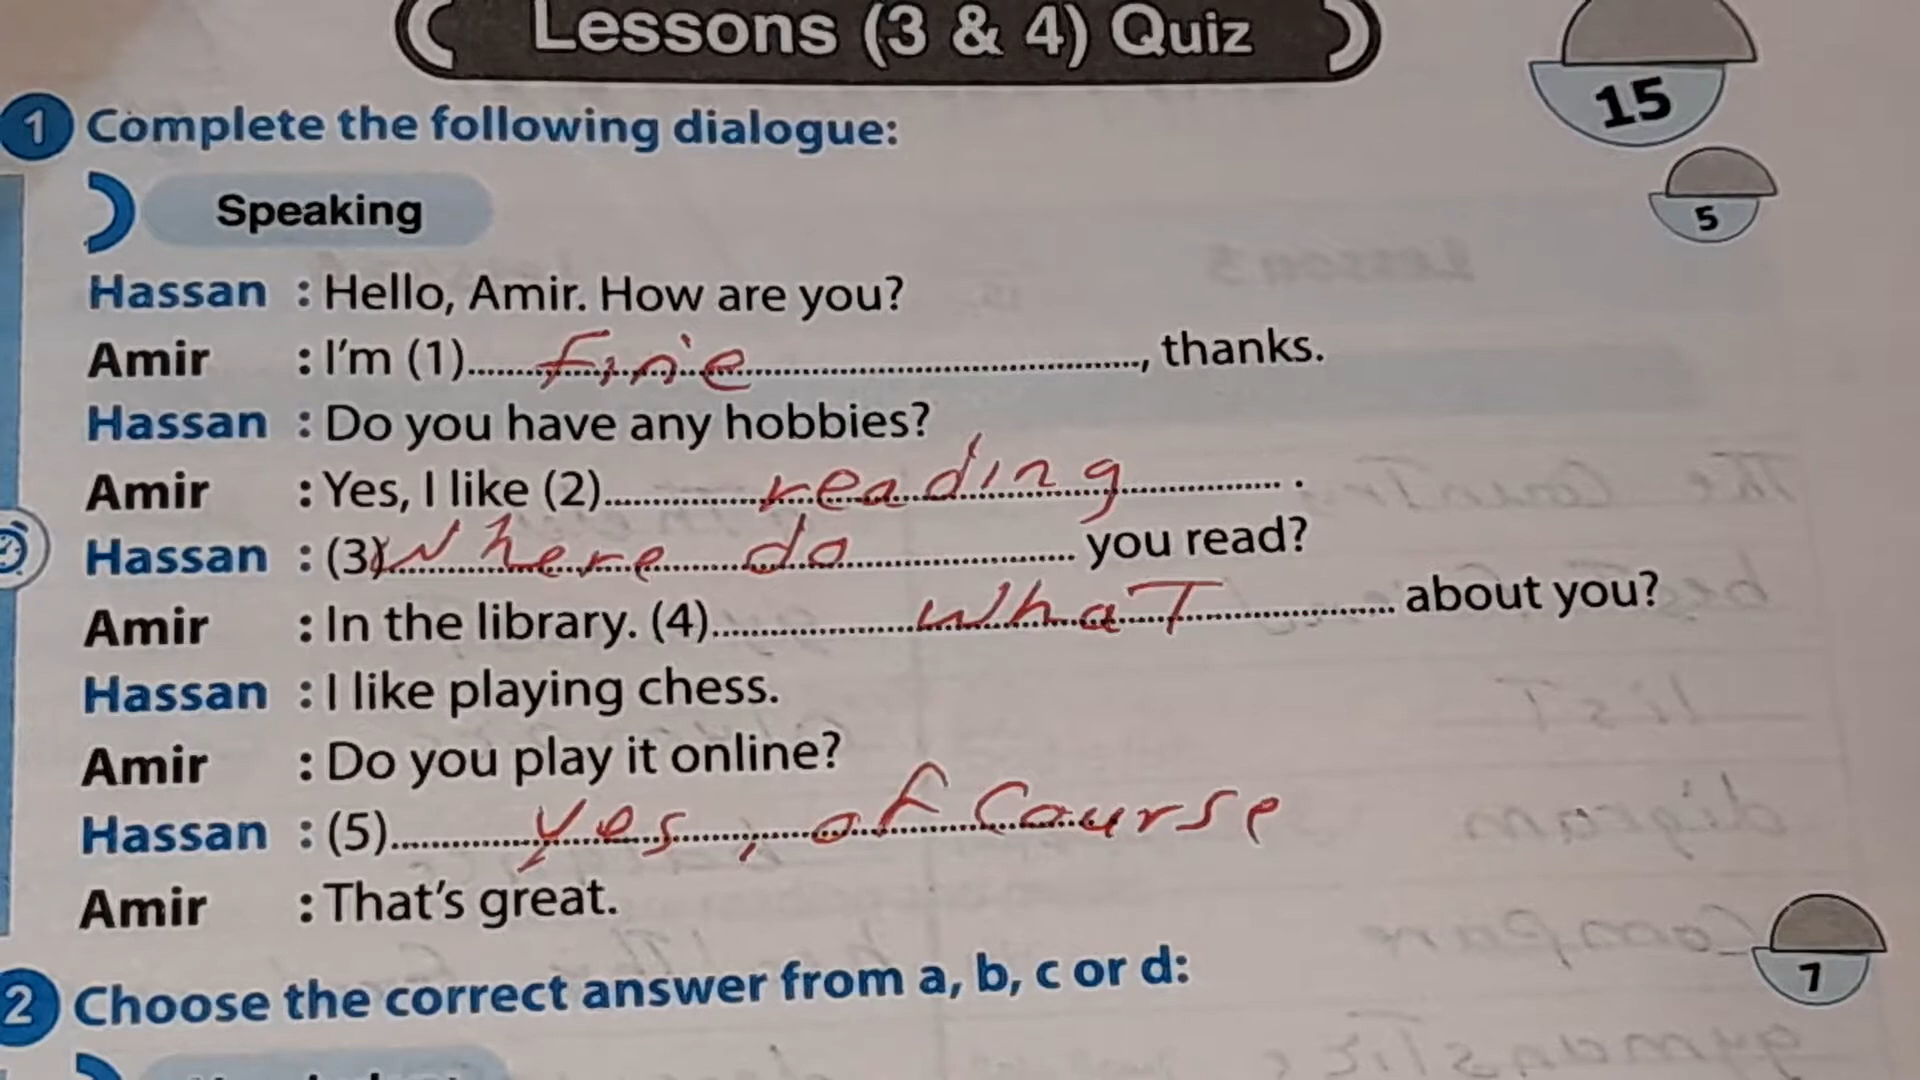 Lessons (3 & 4) Quiz
15
1 Complete the following dialogue:
5
Speaking
Hassan : Hello, Amir. How are you?
Amir : I'm (1) fine, thanks.
Hassan : Do you have any hobbies?
Amir : Yes, I like (2) reading.
Hassan : (3) Where do you read?
Amir : In the library. (4) what about you?
Hassan : I like playing chess.
Amir : Do you play it online?
Hassan : (5) Yes, of course
Amir : That's great.
2 Choose the correct answer from a, b, c or d:
7